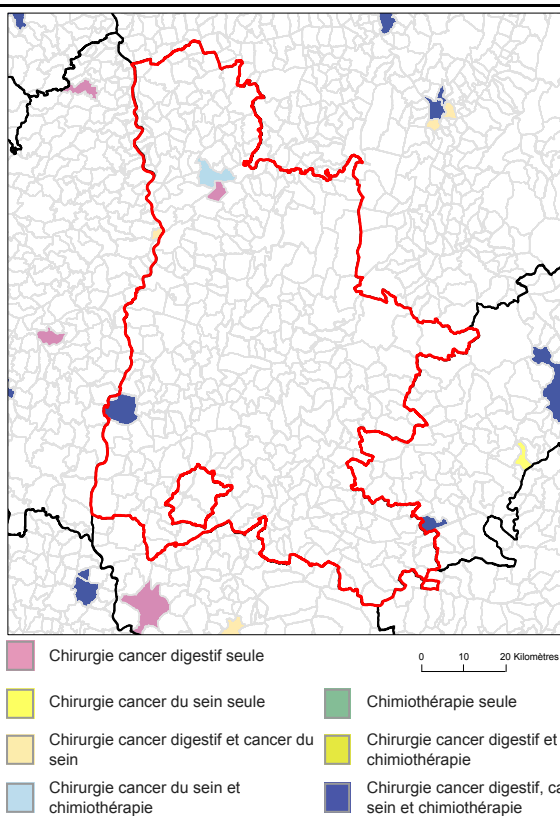 Chirurgie cancer digestif seule
0 10 20 Kilomètres
Chirurgie cancer du sein seule
Chimiothérapie seule
Chirurgie cancer digestif et cancer du
sein
Chirurgie cancer digestif et
chimiothérapie
Chirurgie cancer du sein et
chimiothérapie
Chirurgie cancer digestif, ca
sein et chimiothérapie